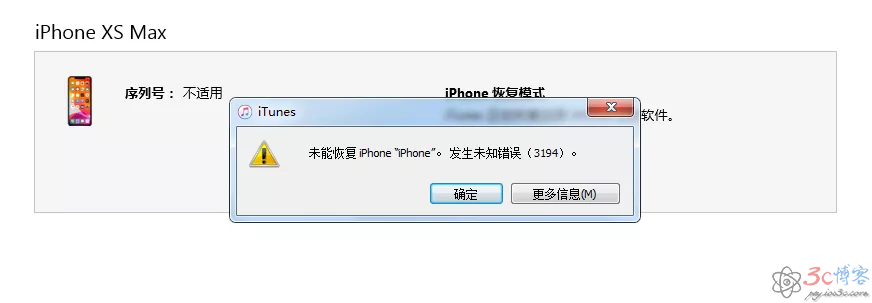 iPhone XS Max
序列号： 不适用
iPhone 恢复模式
软件。
iTunes
未能恢复 iPhone “iPhone”。发生未知错误（3194）。
确定
更多信息(M)
3c博客